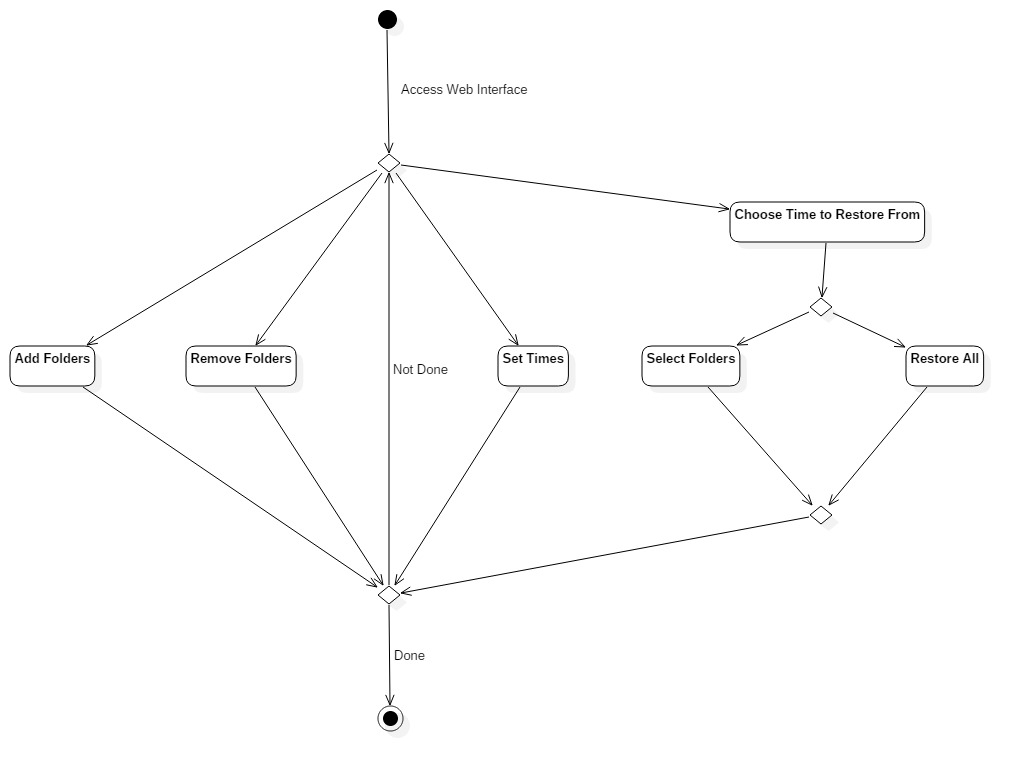 Access Web Interface
Choose Time to Restore From
Add Folders
Remove Folders
Not Done
Set Times
Select Folders
Restore All
Done